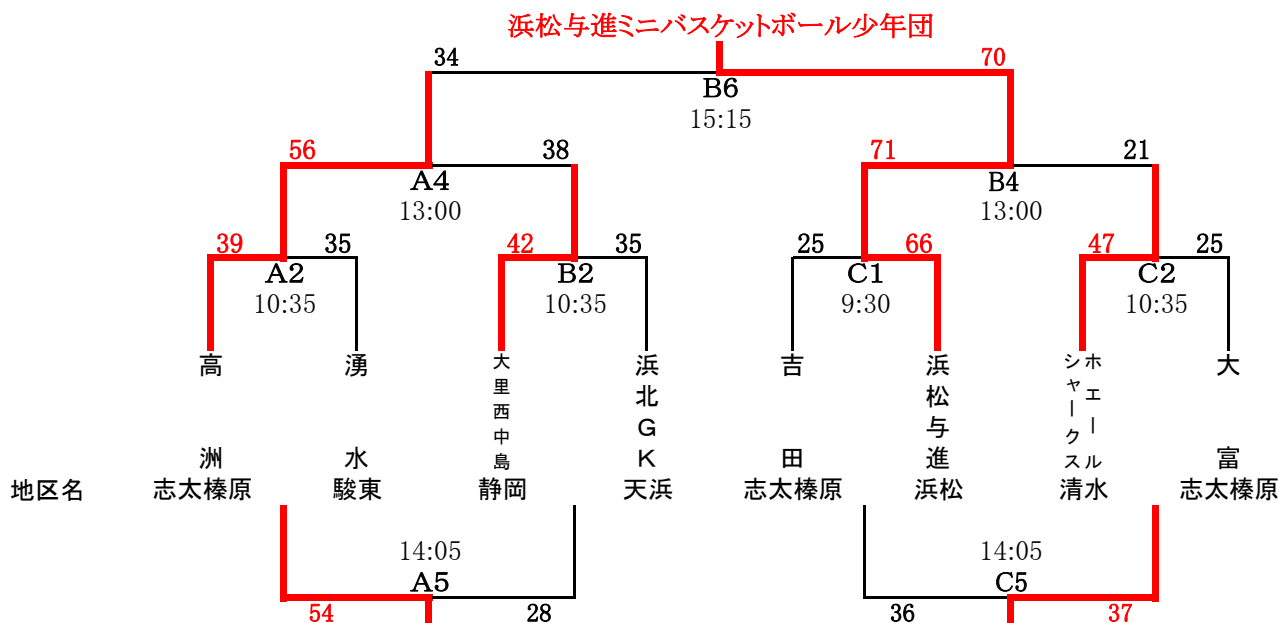 浜松与進ミニバスケットボール少年団
34 70
B6
15:15
56 38 71 21
A4 B4
13:00 13:00
39 35 42 35 25 66 47 25
A2 B2 C1 C2
10:35 10:35 9:30 10:35
高洲
湧水
大里西中島
浜北GK
吉田
浜松与進
ホエール
シャークス
大富
地区名 志太榛原 駿東 静岡 天浜 志太榛原 浜松 清水 志太榛原
14:05 14:05
A5 C5
54 28 36 37